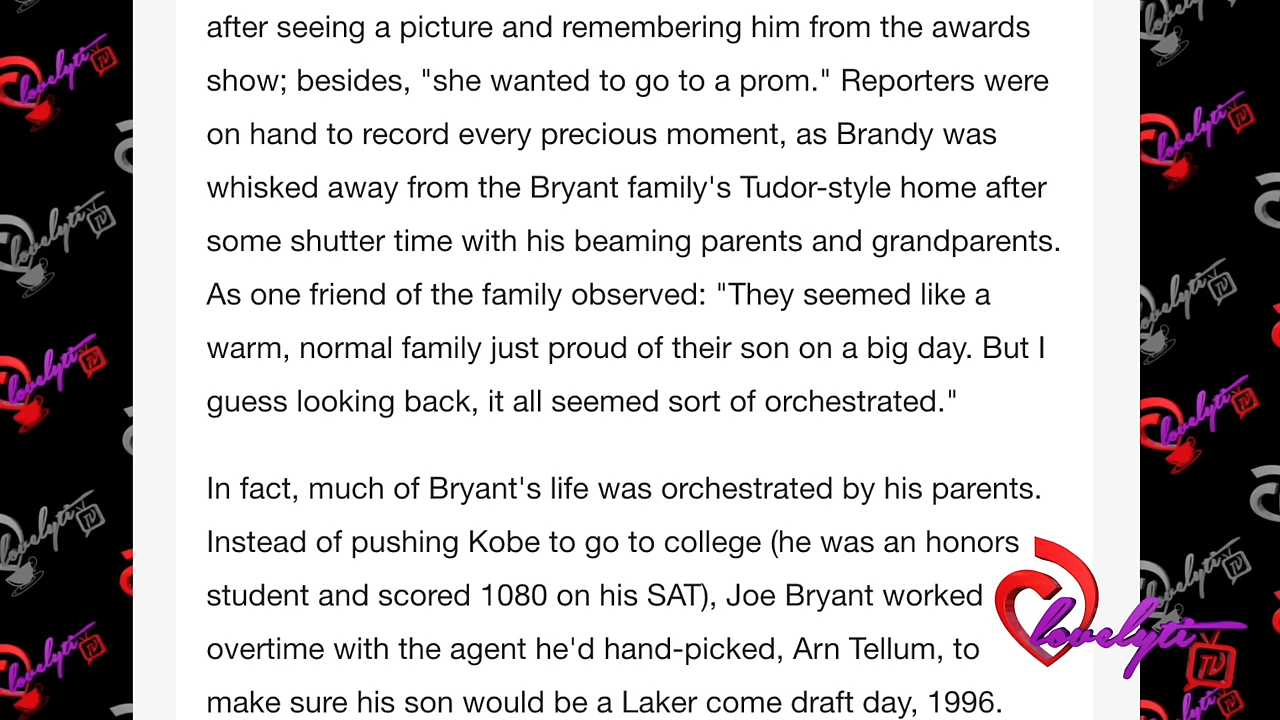 after seeing a picture and remembering him from the awards
show; besides, "she wanted to go to a prom." Reporters were
on hand to record every precious moment, as Brandy was
whisked away from the Bryant family's Tudor-style home after
some shutter time with his beaming parents and grandparents.
As one friend of the family observed: "They seemed like a
warm, normal family just proud of their son on a big day. But I
guess looking back, it all seemed sort of orchestrated."
In fact, much of Bryant's life was orchestrated by his parents.
Instead of pushing Kobe to go to college (he was an honors
student and scored 1080 on his SAT), Joe Bryant worked
overtime with the agent he'd hand-picked, Arn Tellum, to
make sure his son would be a Laker come draft day, 1996.
lovelyti
TV